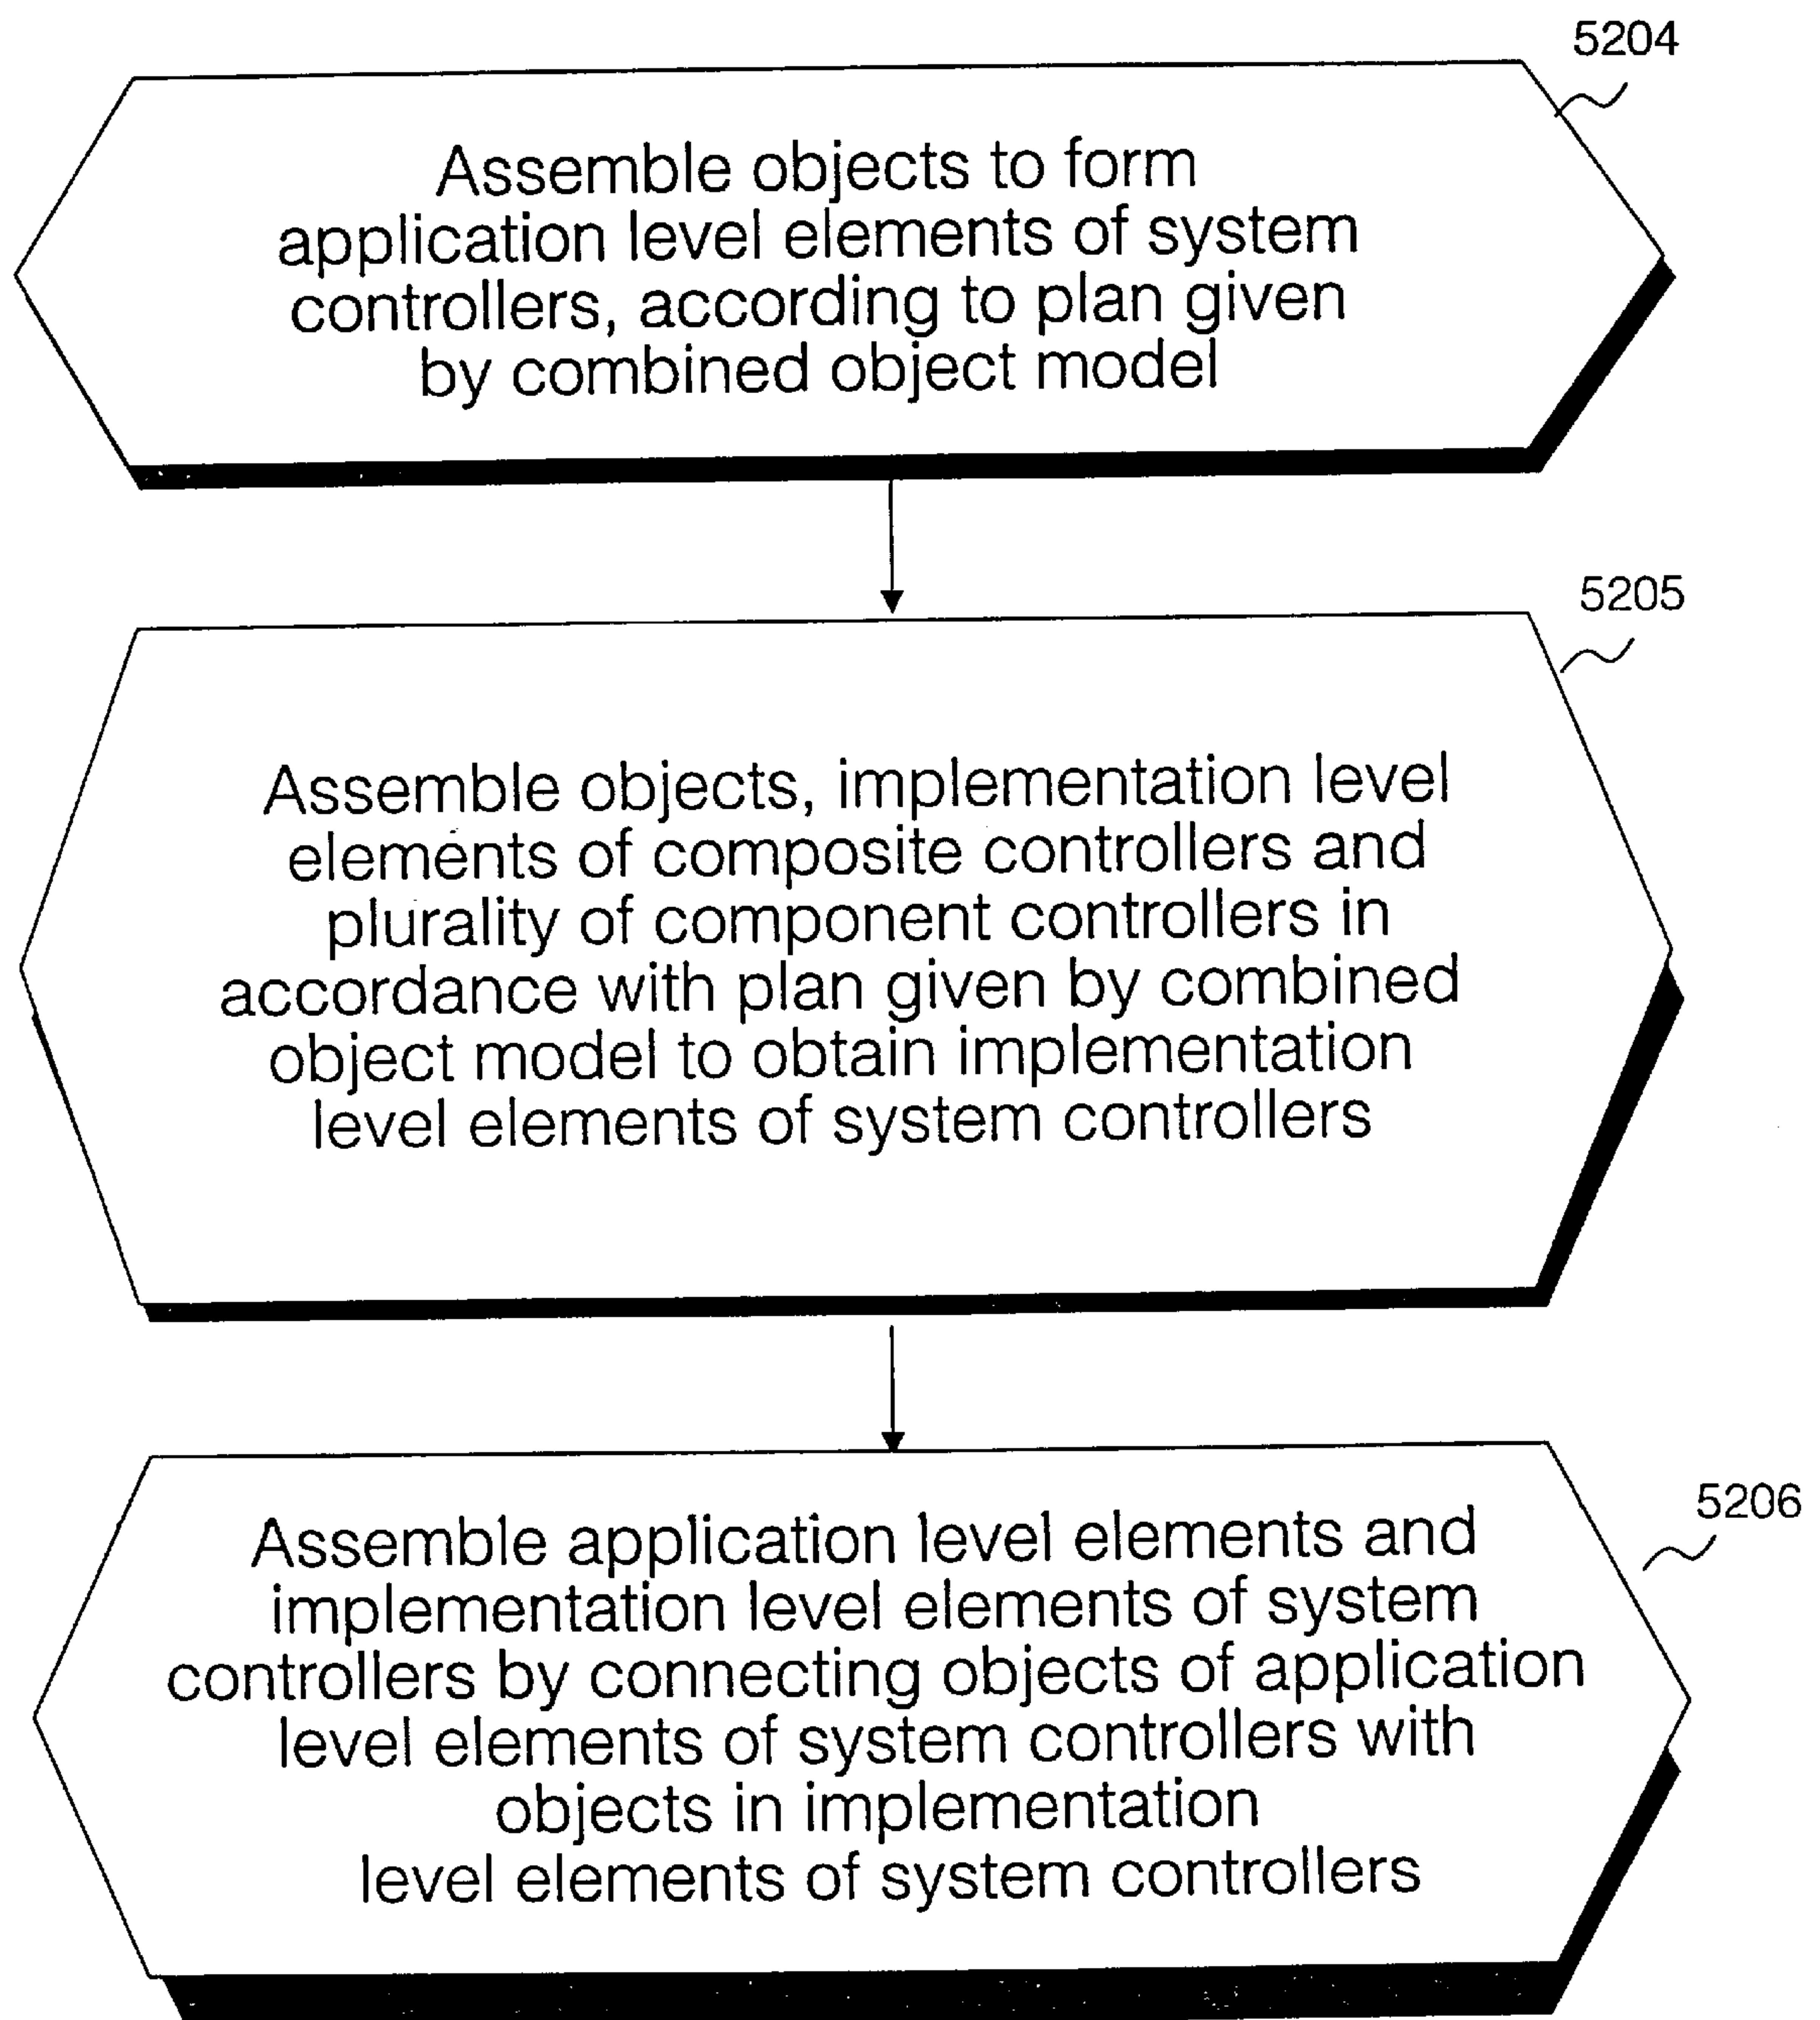 5204
Assemble objects to form
application level elements of system
controllers, according to plan given
by combined object model
5205
Assemble objects, implementation level
elements of composite controllers and
plurality of component controllers in
accordance with plan given by combined
object model to obtain implementation
level elements of system controllers
5206
Assemble application level elements and
implementation level elements of system
controllers by connecting objects of application
level elements of system controllers with
objects in implementation
level elements of system controllers